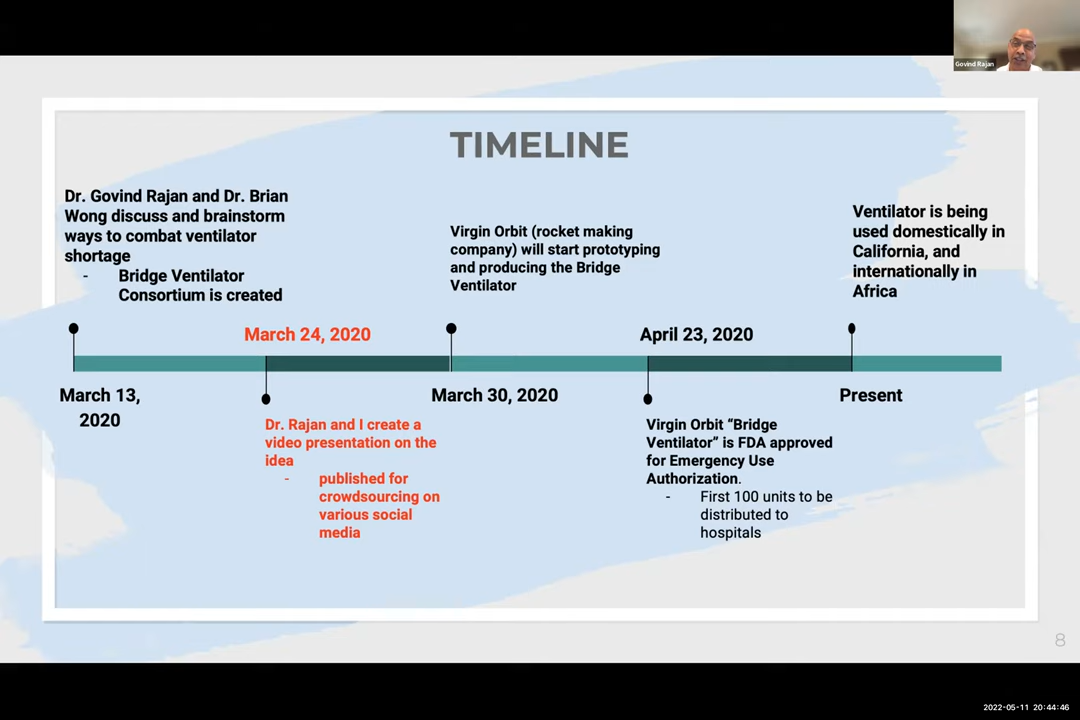 Govind Rajan
TIMELINE
Dr. Govind Rajan and Dr. Brian
Wong discuss and brainstorm
ways to combat ventilator
shortage
- Bridge Ventilator
Consortium is created
March 13,
2020
March 24, 2020
Dr. Rajan and I create a
video presentation on the
idea
- published for
crowdsourcing on
various social
media
Virgin Orbit (rocket making
company) will start prototyping
and producing the Bridge
Ventilator
March 30, 2020
April 23, 2020
Virgin Orbit “Bridge
Ventilator” is FDA approved
for Emergency Use
Authorization.
- First 100 units to be
distributed to
hospitals
Ventilator is being
used domestically in
California, and
internationally in
Africa
Present
8
2022-05-11 20:44:46